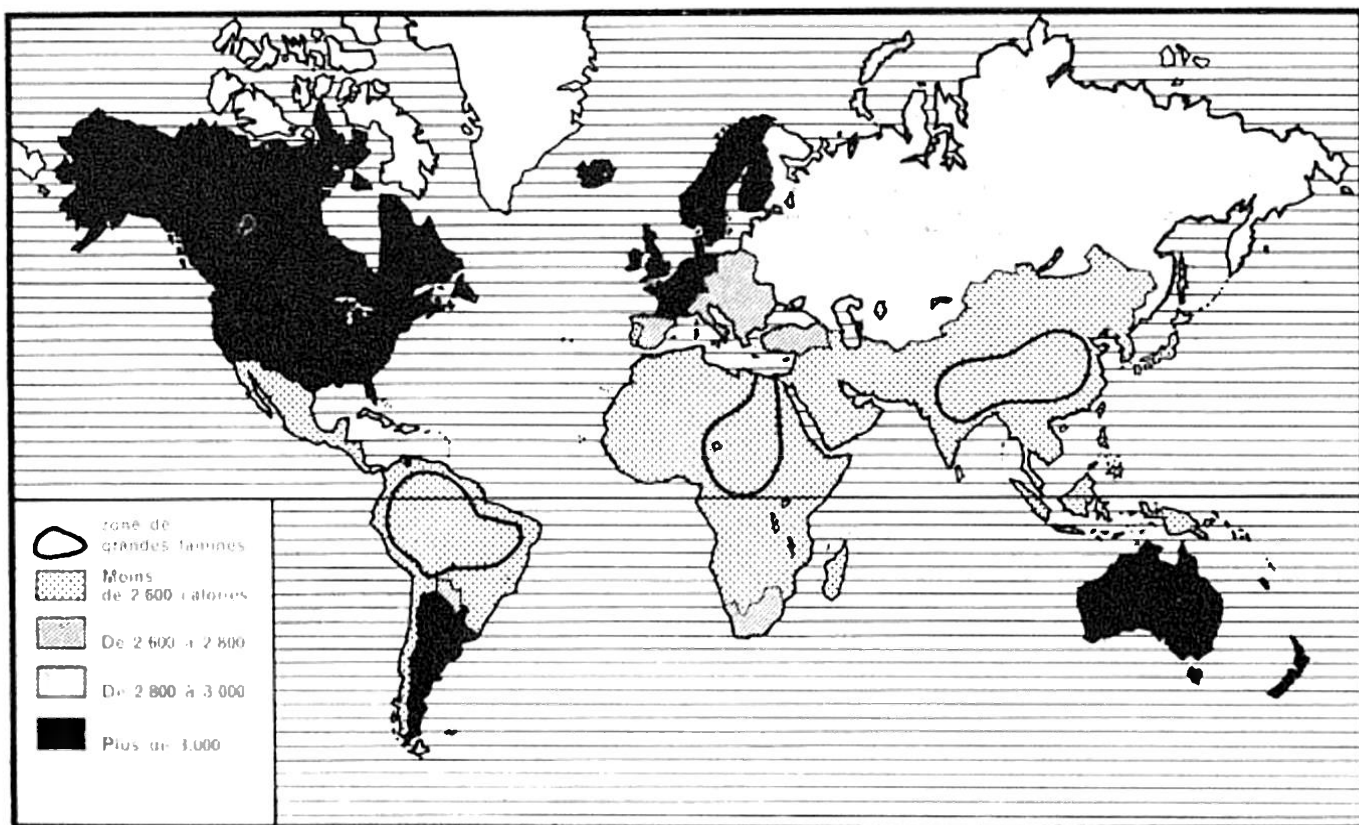 zone de
grandes famines
Moins
de 2 600 calories
De 2 600 à 2 800
De 2 800 à 3 000
Plus de 3.000